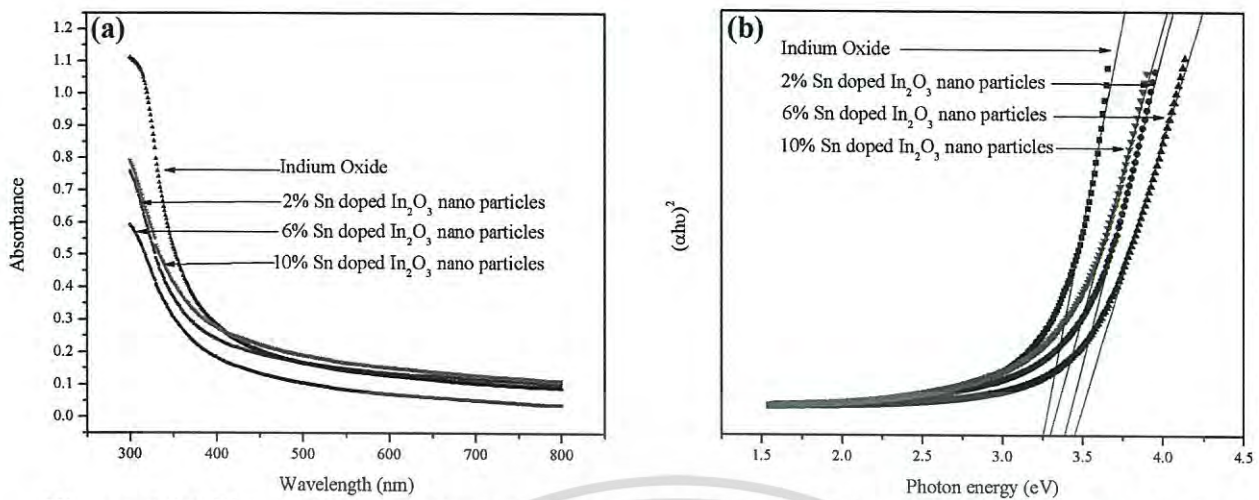 (a)
1.2
1.1
1.0
0.9
0.8
0.7
0.6
0.5
0.4
0.3
0.2
0.1
0.0
Absorbance
Indium Oxide
2% Sn doped In₂O₃ nano particles
6% Sn doped In₂O₃ nano particles
10% Sn doped In₂O₃ nano particles
300 400 500 600 700 800
Wavelength (nm)
(b)
(αhυ)²
Indium Oxide
2% Sn doped In₂O₃ nano particles
6% Sn doped In₂O₃ nano particles
10% Sn doped In₂O₃ nano particles
1.5 2.0 2.5 3.0 3.5 4.0 4.5
Photon energy (eV)